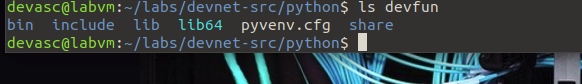 devasc@labvm:~/labs/devnet-src/python$ ls devfun
bin include lib lib64 pyvenv.cfg share
devasc@labvm:~/labs/devnet-src/python$